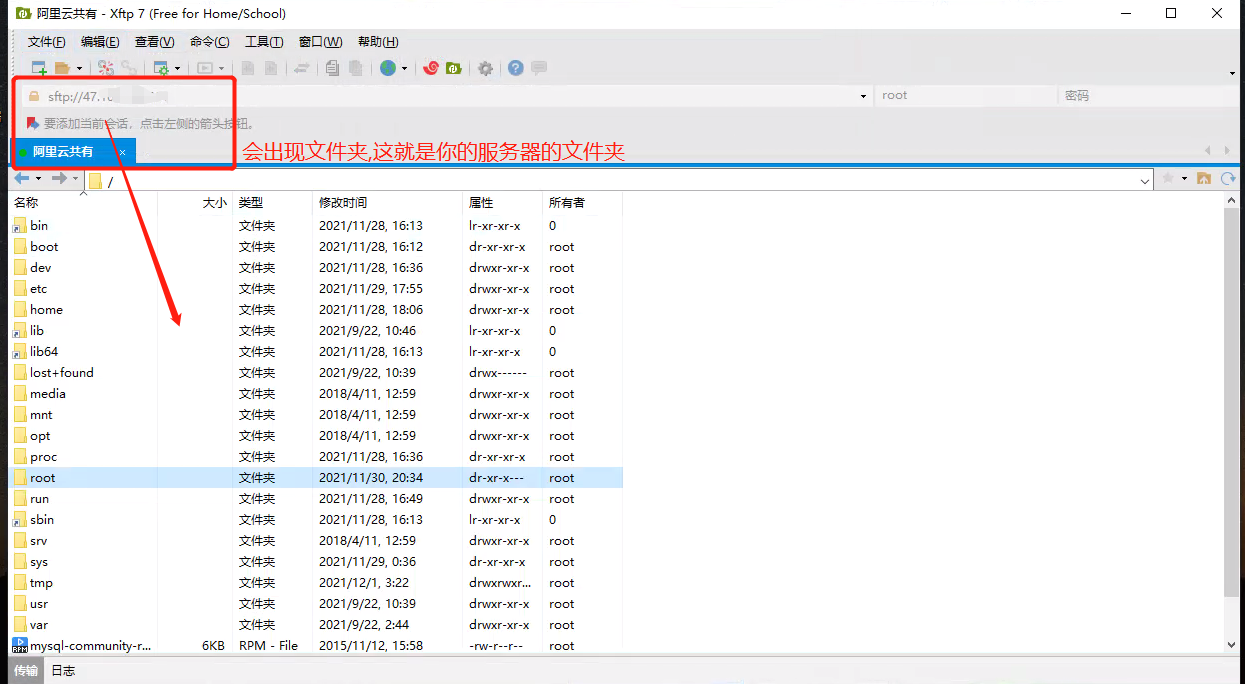 阿里云共有 - Xftp 7 (Free for Home/School)
文件(F) 编辑(E) 查看(V) 命令(C) 工具(T) 窗口(W) 帮助(H)
sftp://47. root 密码
要添加当前会话，点击左侧的箭头按钮。
阿里云共有 ×
会出现文件夹,这就是你的服务器的文件夹
/
名称 大小 类型 修改时间 属性 所有者
bin 文件夹 2021/11/28, 16:13 lr-xr-xr-x 0
boot 文件夹 2021/11/28, 16:12 dr-xr-xr-x root
dev 文件夹 2021/11/28, 16:36 drwxr-xr-x root
etc 文件夹 2021/11/29, 17:55 drwxr-xr-x root
home 文件夹 2021/11/28, 18:06 drwxr-xr-x root
lib 文件夹 2021/9/22, 10:46 lr-xr-xr-x 0
lib64 文件夹 2021/11/28, 16:13 lr-xr-xr-x 0
lost+found 文件夹 2021/9/22, 10:39 drwx------ root
media 文件夹 2018/4/11, 12:59 drwxr-xr-x root
mnt 文件夹 2018/4/11, 12:59 drwxr-xr-x root
opt 文件夹 2018/4/11, 12:59 drwxr-xr-x root
proc 文件夹 2021/11/28, 16:36 dr-xr-xr-x root
root 文件夹 2021/11/30, 20:34 dr-xr-x--- root
run 文件夹 2021/11/28, 16:49 drwxr-xr-x root
sbin 文件夹 2021/11/28, 16:13 lr-xr-xr-x 0
srv 文件夹 2018/4/11, 12:59 drwxr-xr-x root
sys 文件夹 2021/11/29, 0:36 dr-xr-xr-x root
tmp 文件夹 2021/12/1, 3:22 drwxrwxr... root
usr 文件夹 2021/9/22, 10:39 drwxr-xr-x root
var 文件夹 2021/9/22, 2:44 drwxr-xr-x root
RPM mysql-community-r... 6KB RPM - File 2015/11/12, 15:58 -rw-r--r-- root
传输 日志